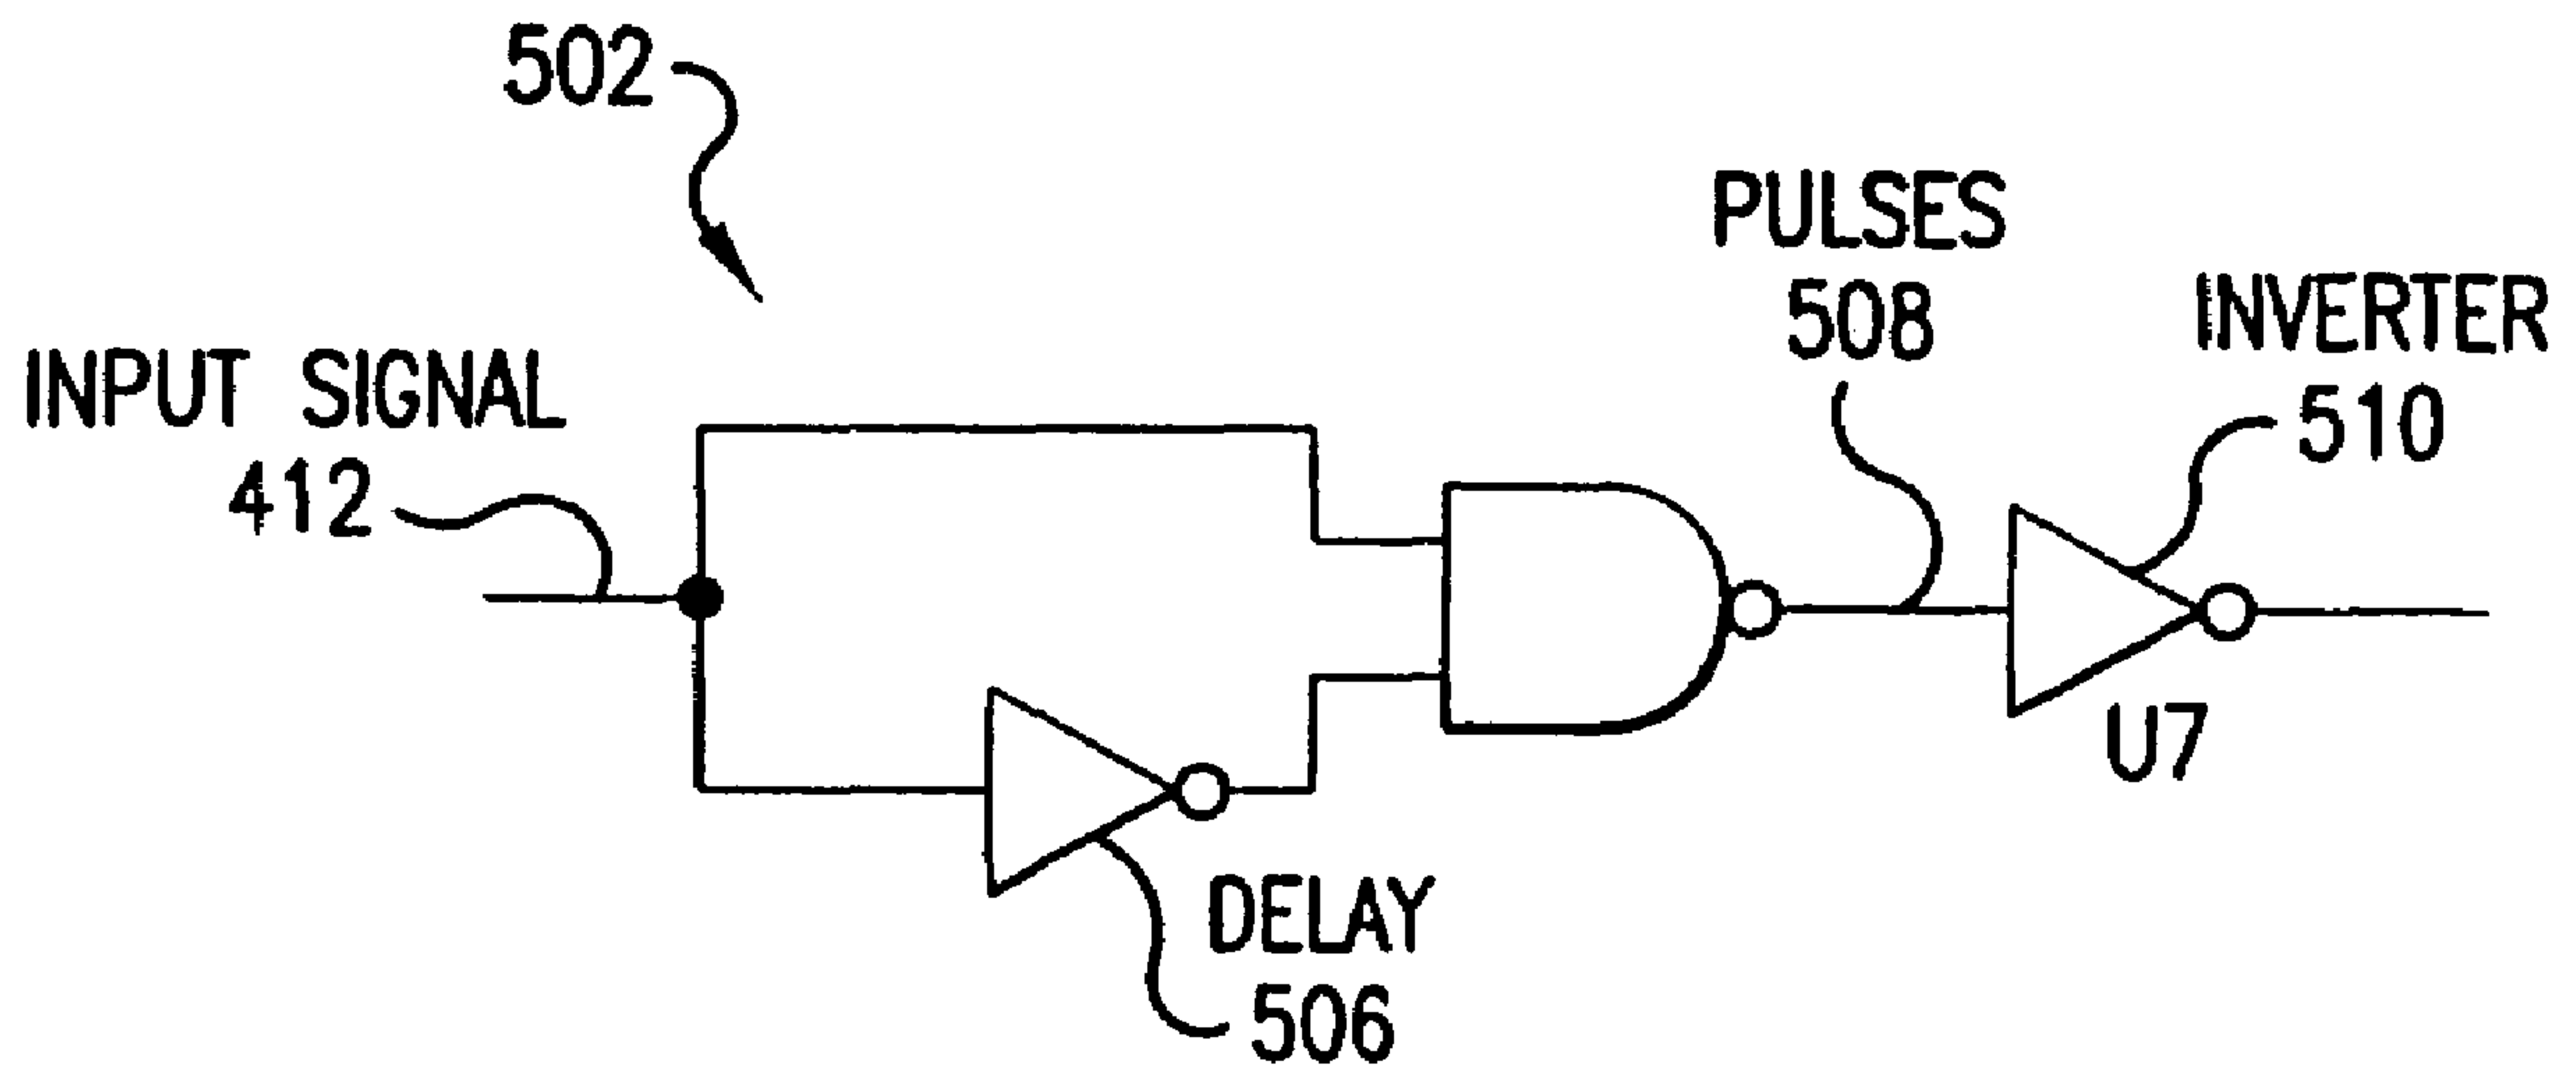 502
PULSES
508
INVERTER
510
INPUT SIGNAL
412
U7
DELAY
506